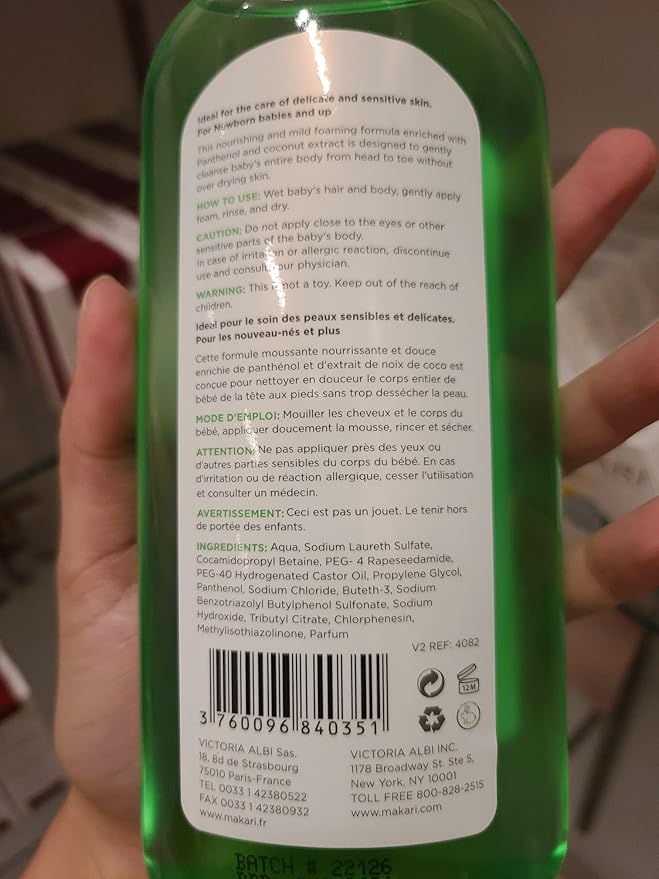 Ideal for the care of delicate and sensitive skin.
For Newborn babies and up
This nourishing and mild foaming formula enriched with
Panthenol and coconut extract is designed to gently
cleanse baby's entire body from head to toe without
over drying skin.
HOW TO USE: Wet baby's hair and body, gently apply
foam, rinse, and dry.
CAUTION: Do not apply close to the eyes or other
sensitive parts of the baby's body.
in case of irritation or allergic reaction, discontinue
use and consult your physician.
WARNING: This is not a toy. Keep out of the reach of
children.
Ideal pour le soin des peaux sensibles et delicates.
Pour les nouveau-nés et plus
Cette formule moussante nourrissante et douce
enrichie de panthénol et d'extrait de noix de coco est
conçue pour nettoyer en douceur le corps entier de
bébé de la tête aux pieds sans trop dessécher la peau.
MODE D'EMPLOI: Mouiller les cheveux et le corps du
bébé, appliquer doucement la mousse, rincer et sécher.
ATTENTION: Ne pas appliquer près des yeux ou
d'autres parties sensibles du corps du bébé. En cas
d'irritation ou de réaction allergique, cesser l'utilisation
et consulter un médecin.
AVERTISSEMENT: Ceci est pas un jouet. Le tenir hors
de portée des enfants.
INGREDIENTS: Aqua, Sodium Laureth Sulfate,
Cocamidopropyl Betaine, PEG- 4 Rapeseedamide,
PEG-40 Hydrogenated Castor Oil, Propylene Glycol,
Panthenol, Sodium Chloride, Buteth-3, Sodium
Benzotriazolyl Butylphenol Sulfonate, Sodium
Hydroxide, Tributyl Citrate, Chlorphenesin,
Methylisothiazolinone, Parfum
V2 REF: 4082
12M
3 760096 840351
VICTORIA ALBI Sas.
18, Bd de Strasbourg
75010 Paris-France
TEL 0033 1 42380522
FAX 0033 1 42380932
www.makari.fr
VICTORIA ALBI INC.
1178 Broadway St. Ste 5,
New York, NY 10001
TOLL FREE 800-828-2515
www.makari.com
BATCH # 22126